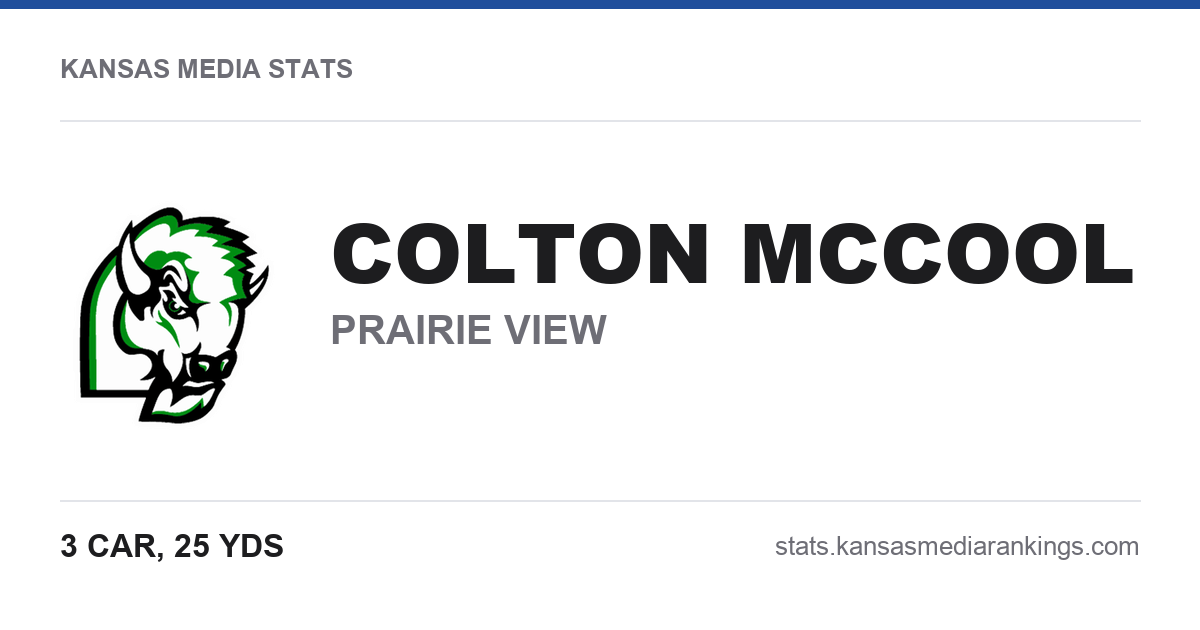 KANSAS MEDIA STATS
COLTON MCCOOL
PRAIRIE VIEW
3 CAR, 25 YDS
stats.kansasmediarankings.com